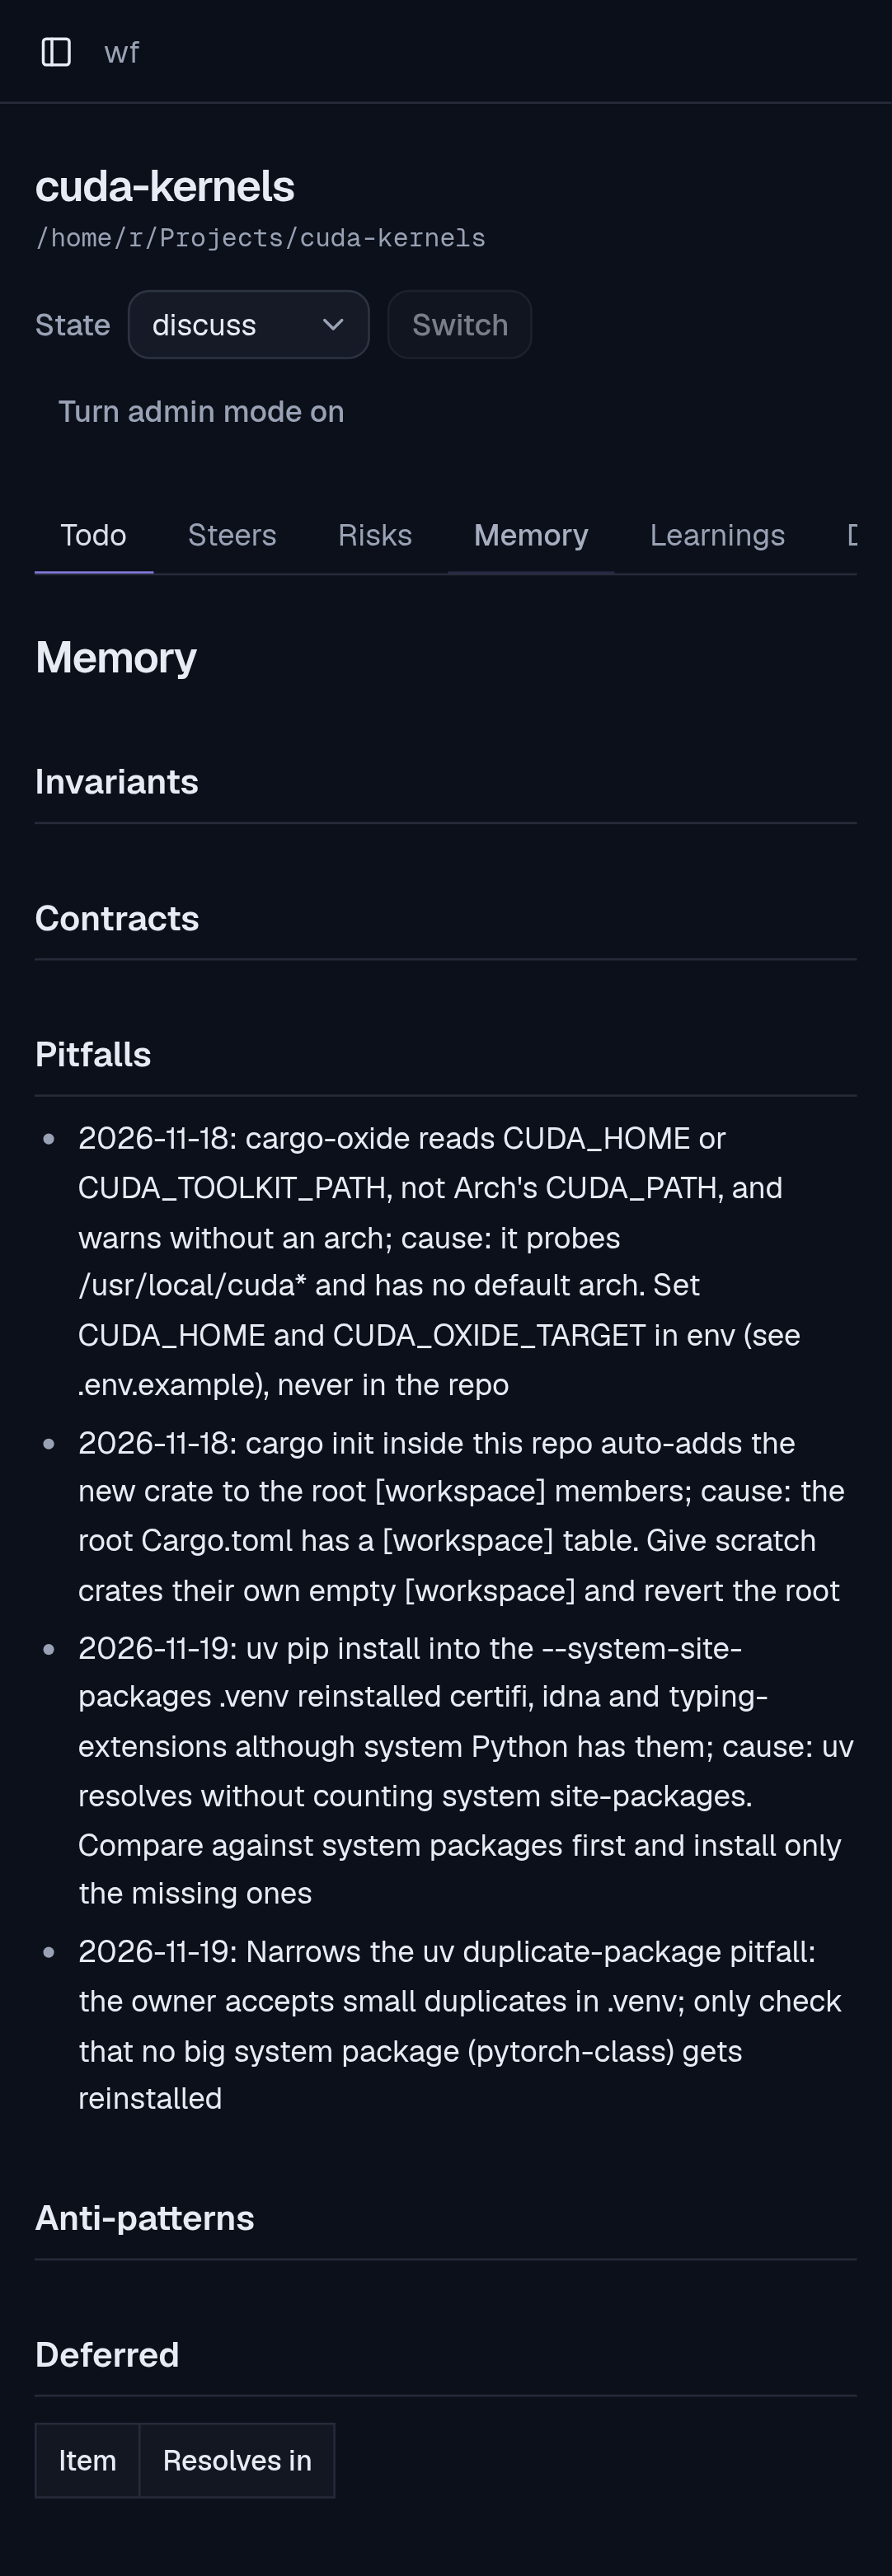 wf
cuda-kernels
/home/r/Projects/cuda-kernels
State
discuss
Switch
Turn admin mode on
Todo
Steers
Risks
Memory
Learnings
Memory
Invariants
Contracts
Pitfalls
2026-11-18: cargo-oxide reads CUDA_HOME or
CUDA_TOOLKIT_PATH, not Arch's CUDA_PATH, and
warns without an arch; cause: it probes
/usr/local/cuda* and has no default arch. Set
CUDA_HOME and CUDA_OXIDE_TARGET in env (see
.env.example), never in the repo
2026-11-18: cargo init inside this repo auto-adds the
new crate to the root [workspace] members; cause: the
root Cargo.toml has a [workspace] table. Give scratch
crates their own empty [workspace] and revert the root
2026-11-19: uv pip install into the --system-site-
packages .venv reinstalled certifi, idna and typing-
extensions although system Python has them; cause: uv
resolves without counting system site-packages.
Compare against system packages first and install only
the missing ones
2026-11-19: Narrows the uv duplicate-package pitfall:
the owner accepts small duplicates in .venv; only check
that no big system package (pytorch-class) gets
reinstalled
Anti-patterns
Deferred
Item
Resolves in